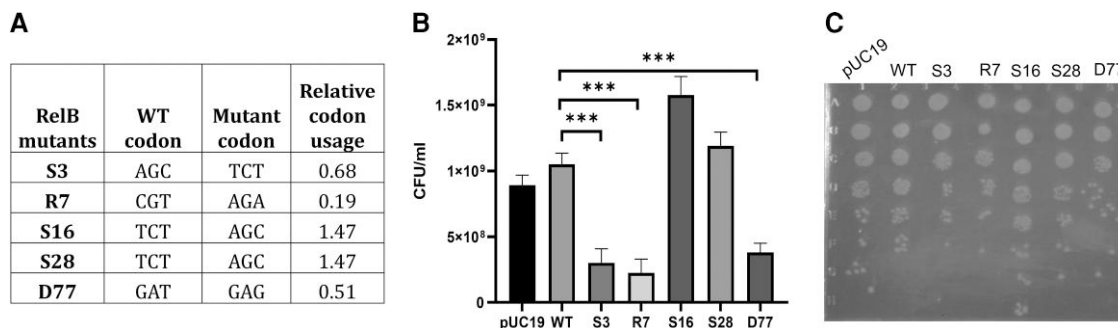 A
RelB mutants WT codon Mutant codon Relative codon usage
S3 AGC TCT 0.68
R7 CGT AGA 0.19
S16 TCT AGC 1.47
S28 TCT AGC 1.47
D77 GAT GAG 0.51
B
CFU/ml
2×10⁹
1.5×10⁹
1×10⁹
5×10⁸
0
***
***
***
pUC19 WT S3 R7 S16 S28 D77
C
pUC19 WT S3 R7 S16 S28 D77